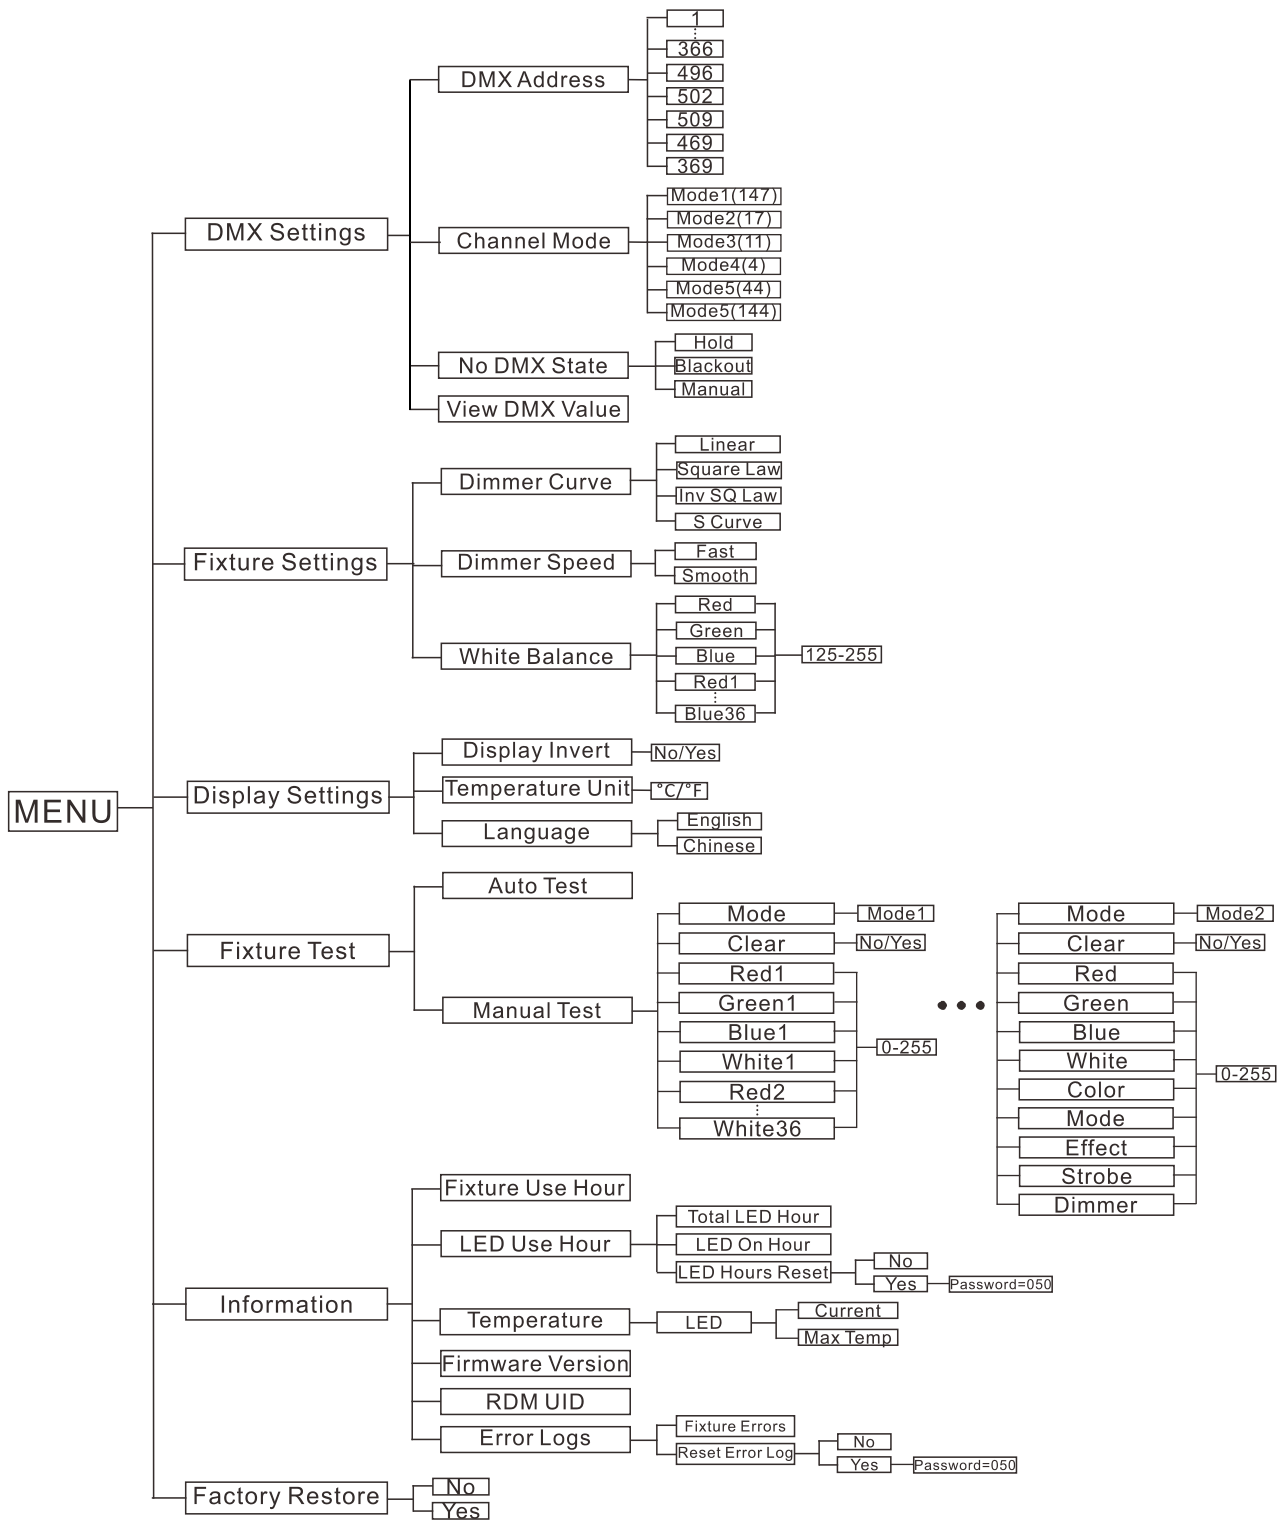 MENU
DMX Settings
DMX Address
1
366
496
502
509
469
369
Channel Mode
Mode1(147)
Mode2(17)
Mode3(11)
Mode4(4)
Mode5(44)
Mode5(144)
No DMX State
Hold
Blackout
Manual
View DMX Value
Fixture Settings
Dimmer Curve
Linear
Square Law
Inv SQ Law
S Curve
Dimmer Speed
Fast
Smooth
White Balance
Red
Green
Blue
Red1
Blue36
125-255
Display Settings
Display Invert
No/Yes
Temperature Unit
°C/°F
Language
English
Chinese
Fixture Test
Auto Test
Manual Test
Mode
Mode1
Clear
No/Yes
Red1
Green1
Blue1
White1
Red2
White36
0-255
•••
Mode
Mode2
Clear
No/Yes
Red
Green
Blue
White
Color
Mode
Effect
Strobe
Dimmer
0-255
Information
Fixture Use Hour
LED Use Hour
Total LED Hour
LED On Hour
LED Hours Reset
No
Yes
Password=050
Temperature
LED
Current
Max Temp
Firmware Version
RDM UID
Error Logs
Fixture Errors
Reset Error Log
No
Yes
Password=050
Factory Restore
No
Yes